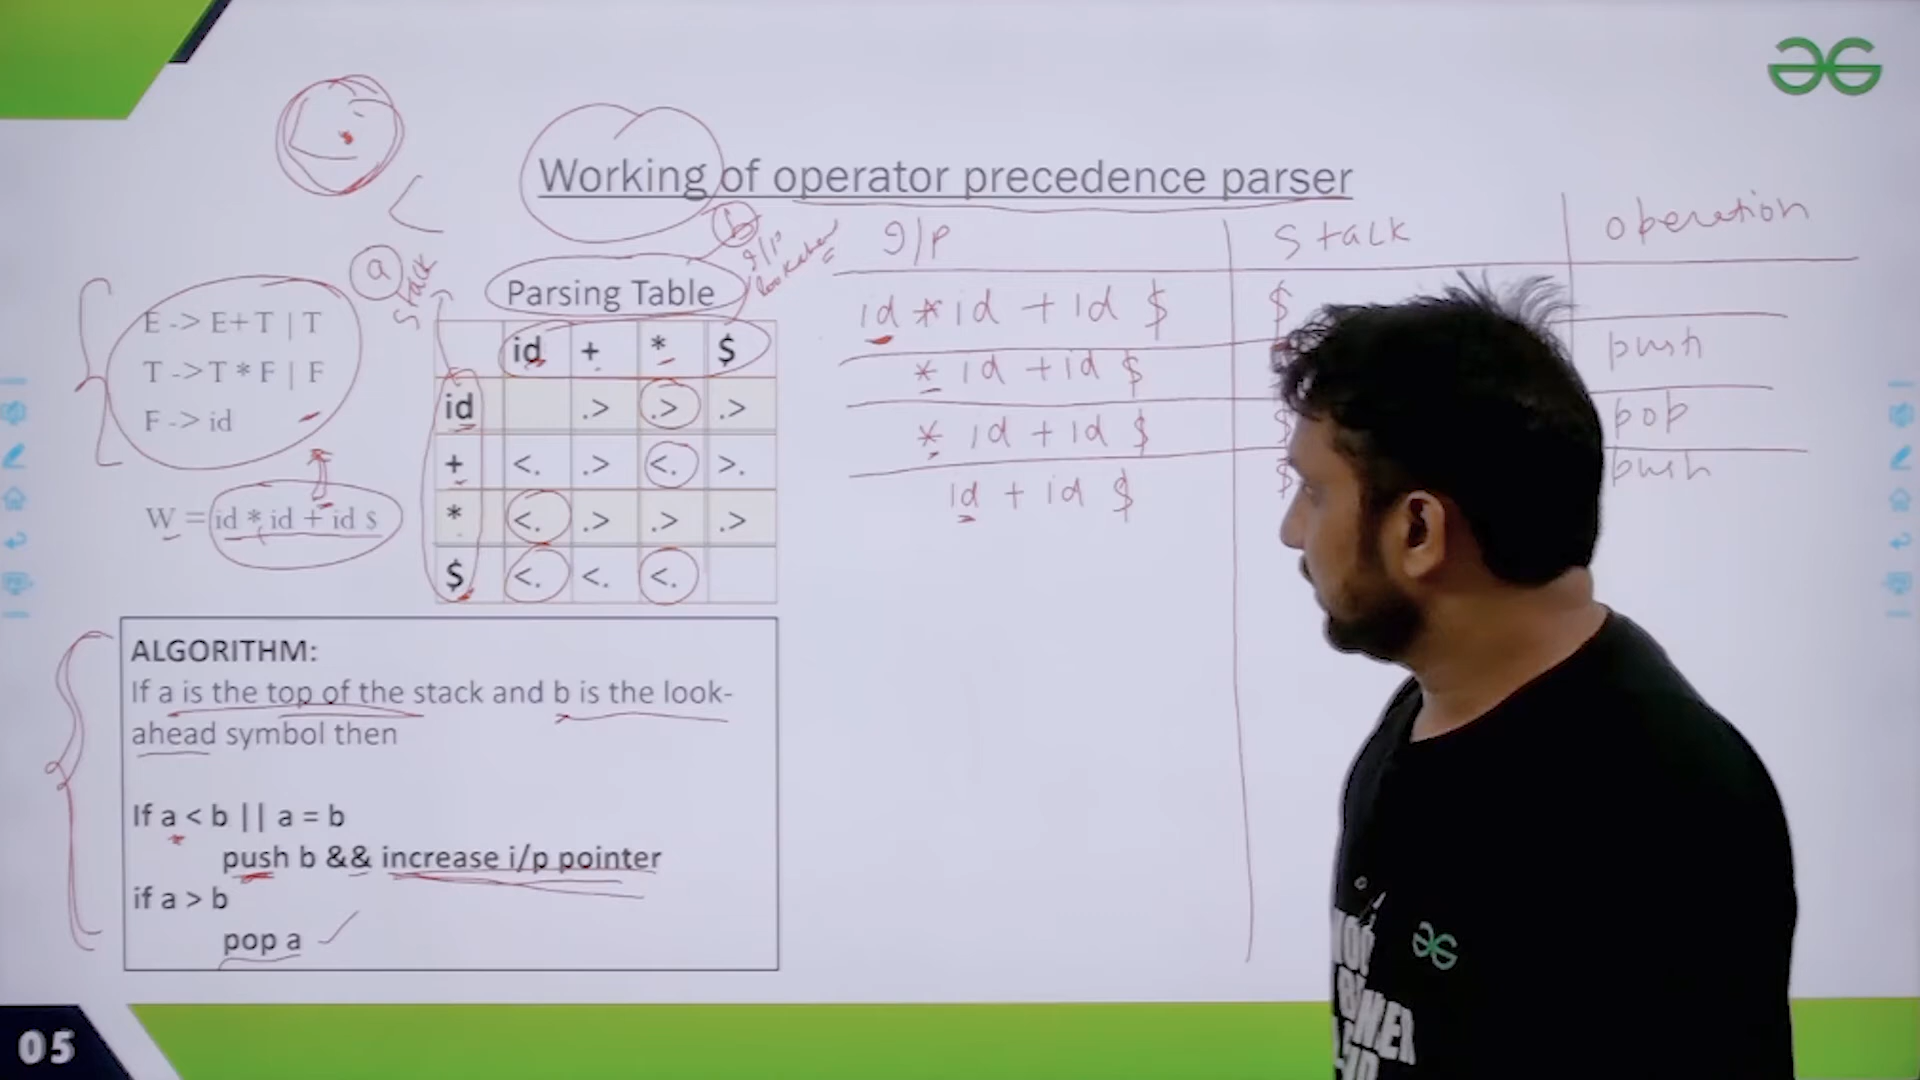 Working of operator precedence parser
a
stack
b
i/p
Parsing Table
E -> E+T | T
T ->T * F | F
F -> id
W = id * id + id $
id + * $
id .> .> .>
+ <. .> <. >.
* <. .> .> .>
$ <. <. <.
ALGORITHM:
If a is the top of the stack and b is the look-
ahead symbol then
If a < b || a = b
push b && increase i/p pointer
if a > b
pop a
I/P Stack operation
id * id + id $ $
* id + id $ push
* id + id $ $ pop
id + id $ $ push
05